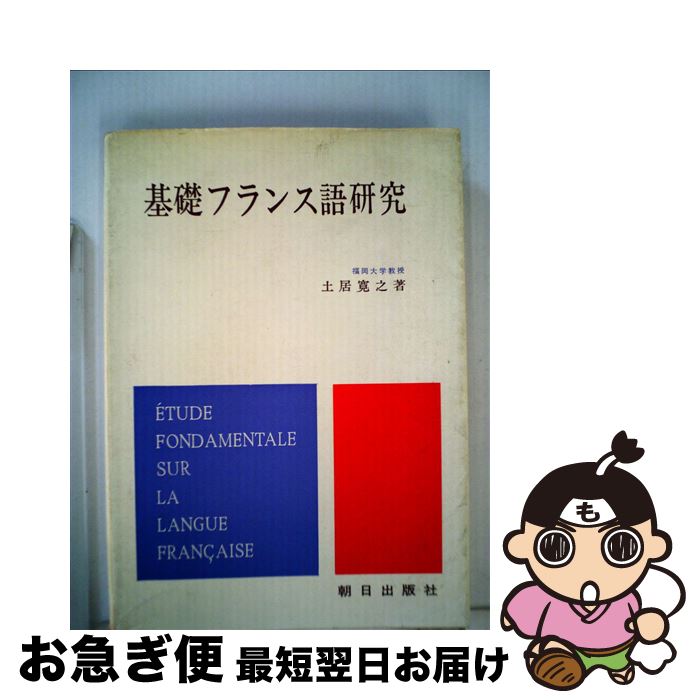 基礎フランス語研究
福岡大学教授
土居寛之著
ÉTUDE
FONDAMENTALE
SUR
LA
LANGUE
FRANÇAISE
朝日出版社
も
お急ぎ便 最短翌日お届け